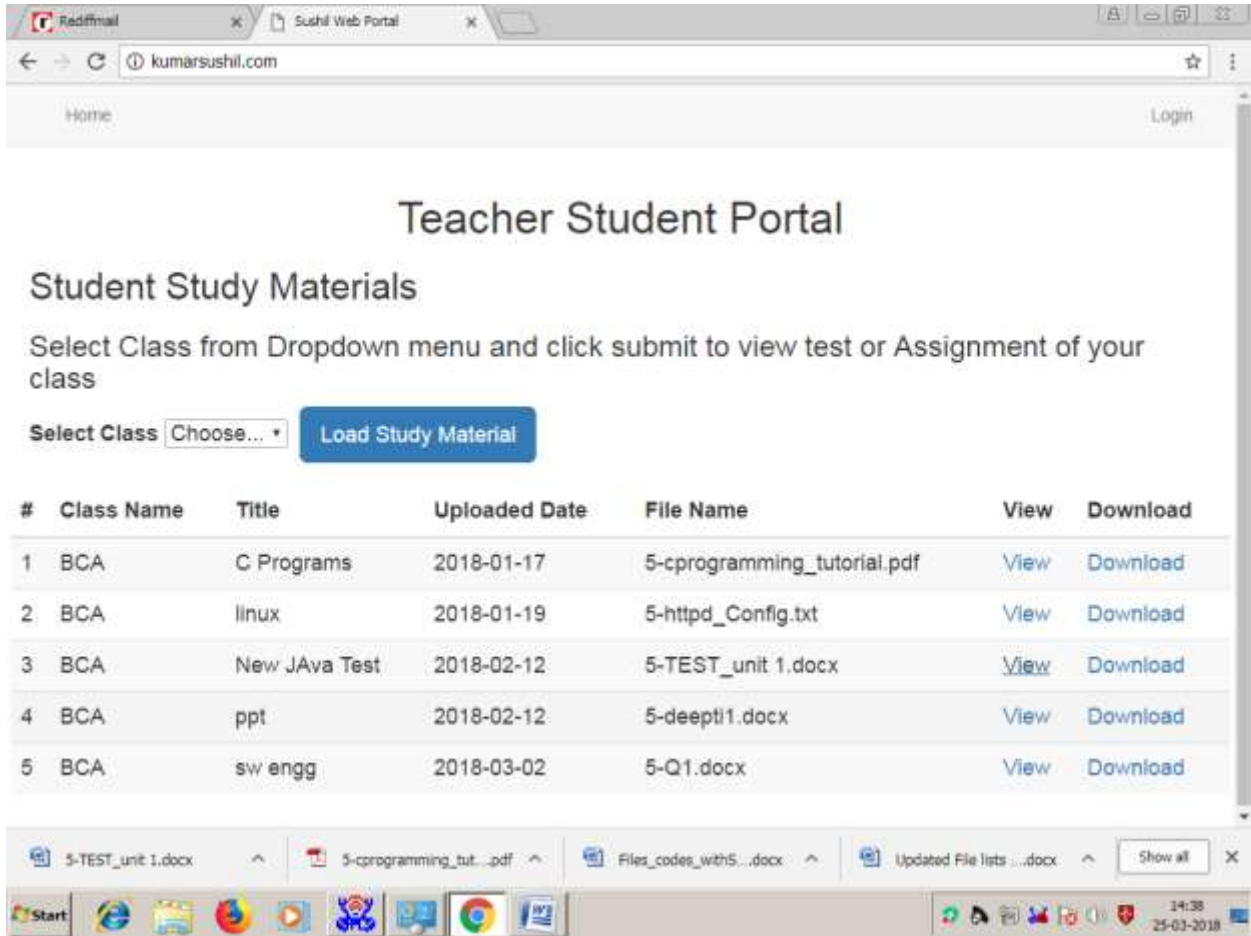 Rediffmail
Sushil Web Portal
kumarsushil.com
Home
Login
Teacher Student Portal
Student Study Materials
Select Class from Dropdown menu and click submit to view test or Assignment of your
class
Select Class Choose... Load Study Material
# Class Name Title Uploaded Date File Name View Download
1 BCA C Programs 2018-01-17 5-cprogramming_tutorial.pdf View Download
2 BCA linux 2018-01-19 5-httpd_Config.txt View Download
3 BCA New JAva Test 2018-02-12 5-TEST_unit 1.docx View Download
4 BCA ppt 2018-02-12 5-deepti1.docx View Download
5 BCA sw engg 2018-03-02 5-Q1.docx View Download
5-TEST_unit 1.docx 5-cprogramming_tut...pdf Files_codes_withS...docx Updated File lists ....docx Show all
Start
14:38
25-03-2018